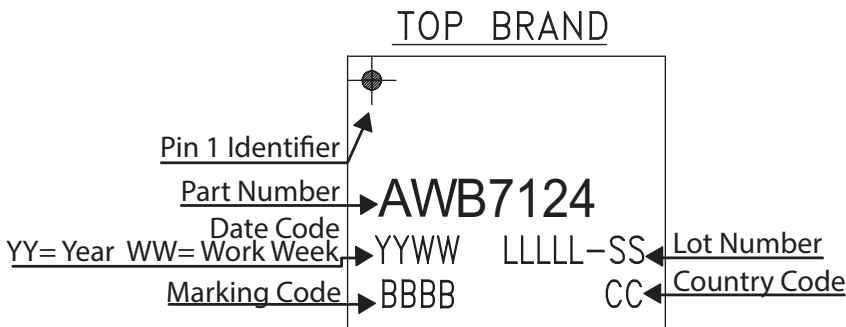 TOP BRAND
Pin 1 Identifier
Part Number AWB7124
Date Code
YY= Year WW= Work Week YYWW LLLLL-SS Lot Number
Marking Code BBBB CC Country Code